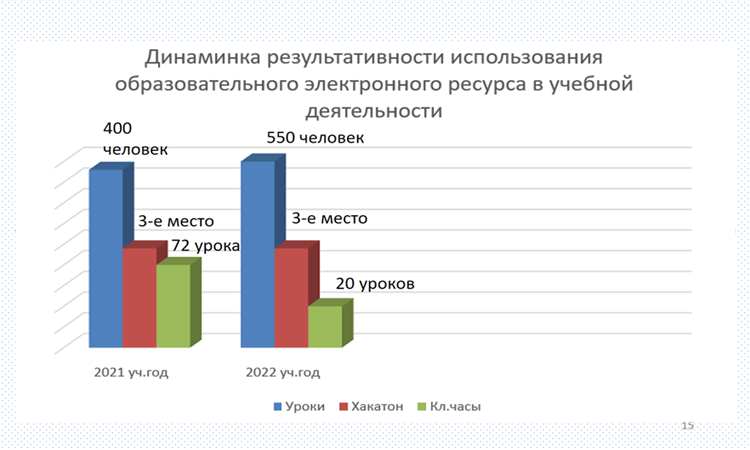 Динаминка результативности использования
образовательного электронного ресурса в учебной
деятельности
400
человек
550 человек
3-е место
72 урока
3-е место
20 уроков
2021 уч.год
2022 уч.год
Уроки Хакатон Кл.часы
15